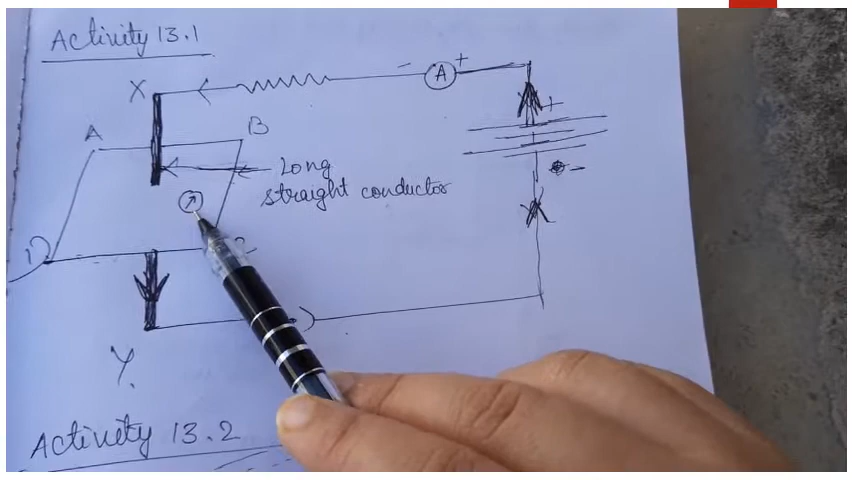 Activity 13.1
X
- A +
+
A
B
Long
straight conductor
-
D
Y.
Activity 13.2